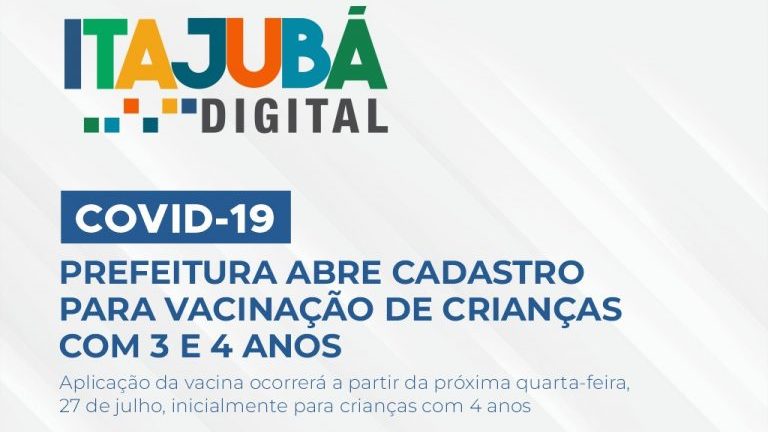 ITAJUBÁ
DIGITAL
COVID-19
PREFEITURA ABRE CADASTRO
PARA VACINAÇÃO DE CRIANÇAS
COM 3 E 4 ANOS
Aplicação da vacina ocorrerá a partir da próxima quarta-feira,
27 de julho, inicialmente para crianças com 4 anos